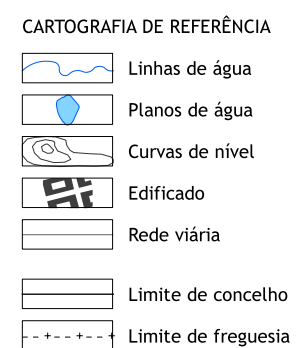 CARTOGRAFIA DE REFERÊNCIA
Linhas de água
Planos de água
Curvas de nível
Edificado
Rede viária
Limite de concelho
Limite de freguesia